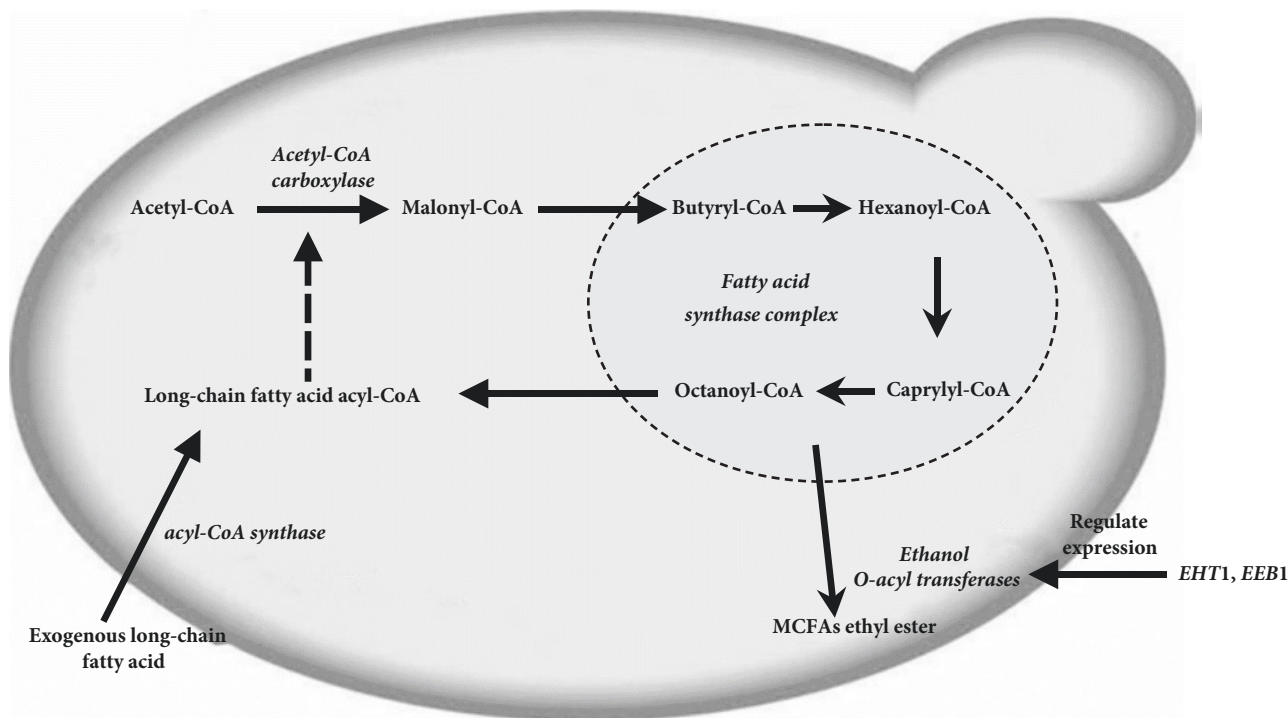 Acetyl-CoA
carboxylase
Acetyl-CoA
Malonyl-CoA
Butyryl-CoA
Hexanoyl-CoA
Fatty acid
synthase complex
Long-chain fatty acid acyl-CoA
Octanoyl-CoA
Caprylyl-CoA
acyl-CoA synthase
Exogenous long-chain
fatty acid
Ethanol
O-acyl transferases
MCFAs ethyl ester
Regulate
expression
EHT1, EEB1